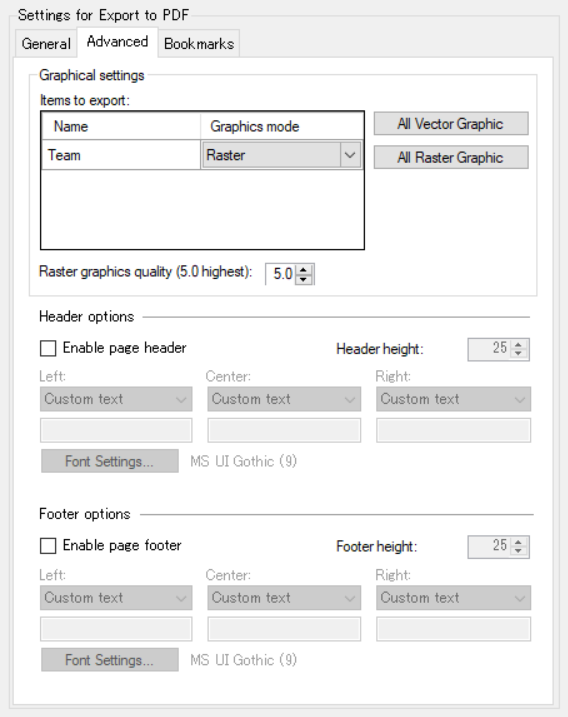 Settings for Export to PDF
General Advanced Bookmarks
Graphical settings
Items to export:
Name Graphics mode
All Vector Graphic
Team Raster
All Raster Graphic
Raster graphics quality (5.0 highest): 5.0
Header options
Enable page header Header height: 25
Left: Center: Right:
Custom text Custom text Custom text
Font Settings... MS UI Gothic (9)
Footer options
Enable page footer Footer height: 25
Left: Center: Right:
Custom text Custom text Custom text
Font Settings... MS UI Gothic (9)